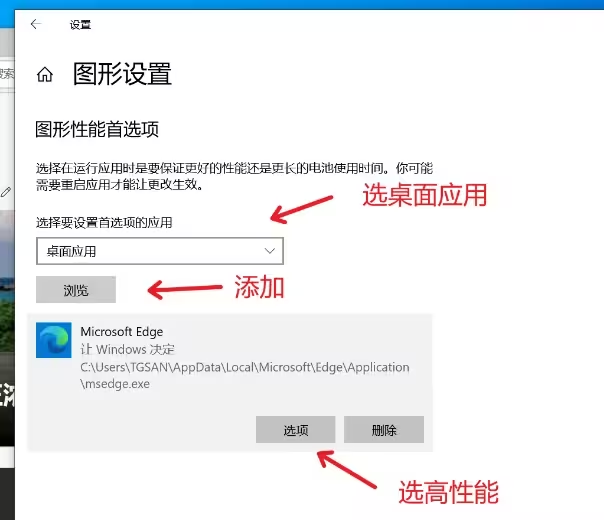 设置
搜索
图形设置
图形性能首选项
选择在运行应用时是要保证更好的性能还是更长的电池使用时间。你可能
需要重启应用才能让更改生效。
选桌面应用
选择要设置首选项的应用
桌面应用
浏览
添加
Microsoft Edge
让 Windows 决定
C:\Users\TGSAN\AppData\Local\Microsoft\Edge\Application
\msedge.exe
选项
删除
选高性能